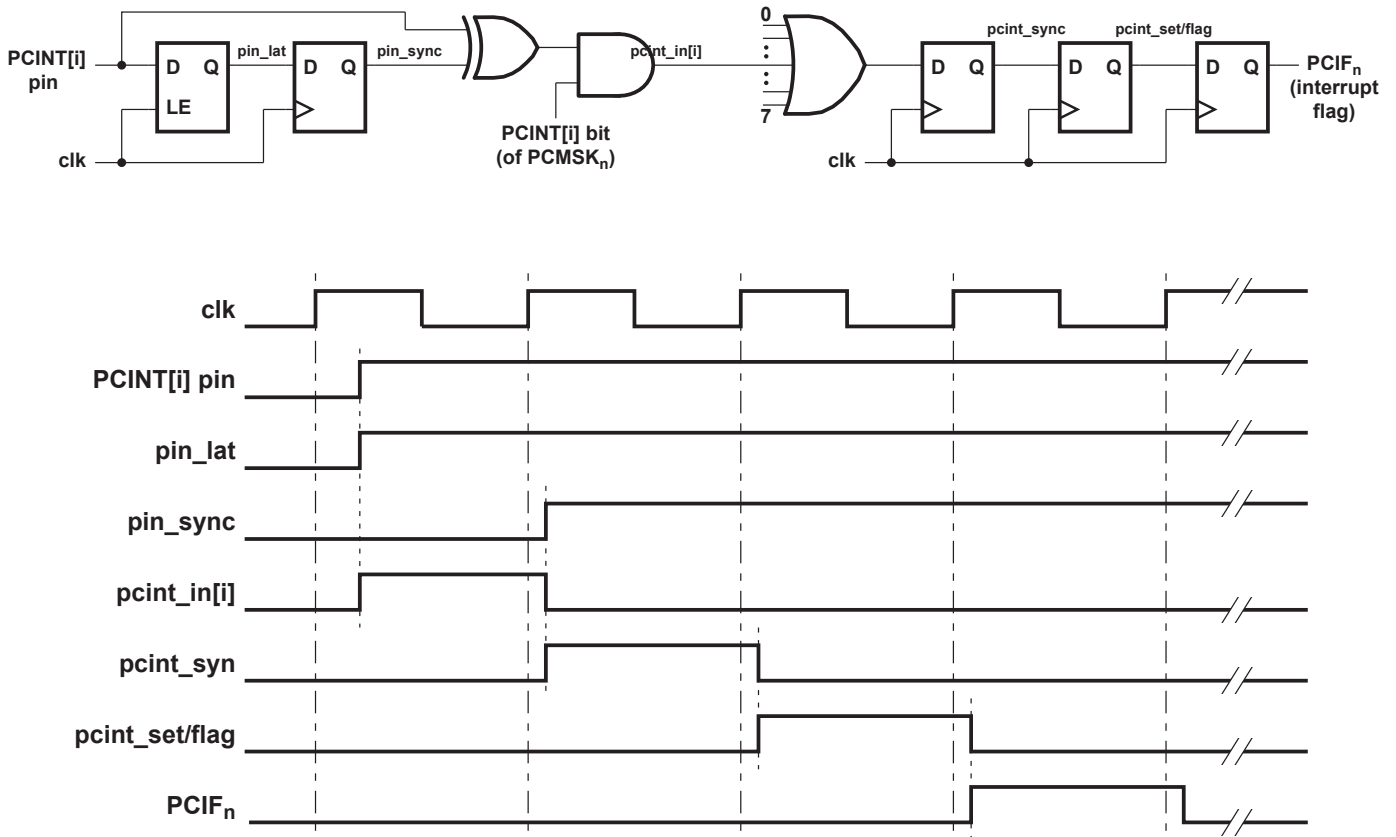 PCINT[i]
pin
D Q
LE
pin_lat
D Q
pin_sync
clk
PCINT[i] bit
(of PCMSKn)
pcint_in[i]
0
7
D Q
pcint_sync
D Q
pcint_set/flag
D Q
PCIFn
(interrupt
flag)
clk
clk
PCINT[i] pin
pin_lat
pin_sync
pcint_in[i]
pcint_syn
pcint_set/flag
PCIFn